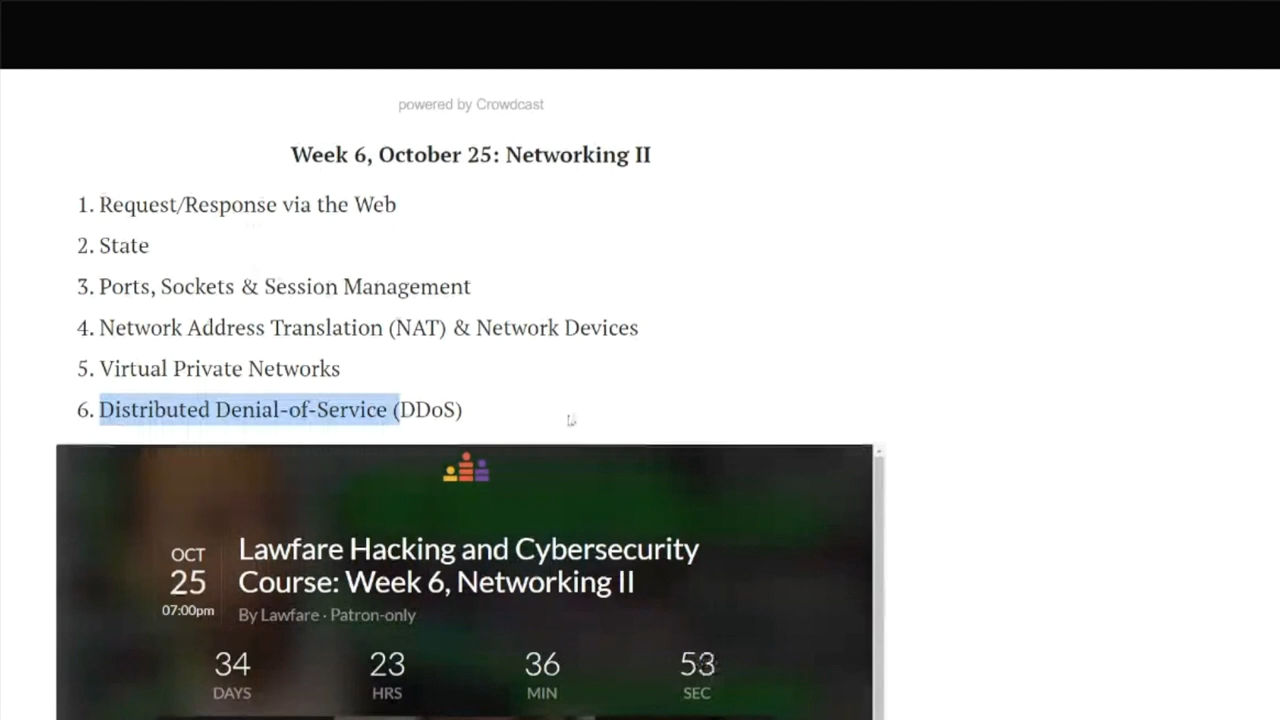 powered by Crowdcast
Week 6, October 25: Networking II
1. Request/Response via the Web
2. State
3. Ports, Sockets & Session Management
4. Network Address Translation (NAT) & Network Devices
5. Virtual Private Networks
6. Distributed Denial-of-Service (DDoS)
OCT
25
07:00pm
Lawfare Hacking and Cybersecurity
Course: Week 6, Networking II
By Lawfare · Patron-only
34 23 36 53
DAYS HRS MIN SEC